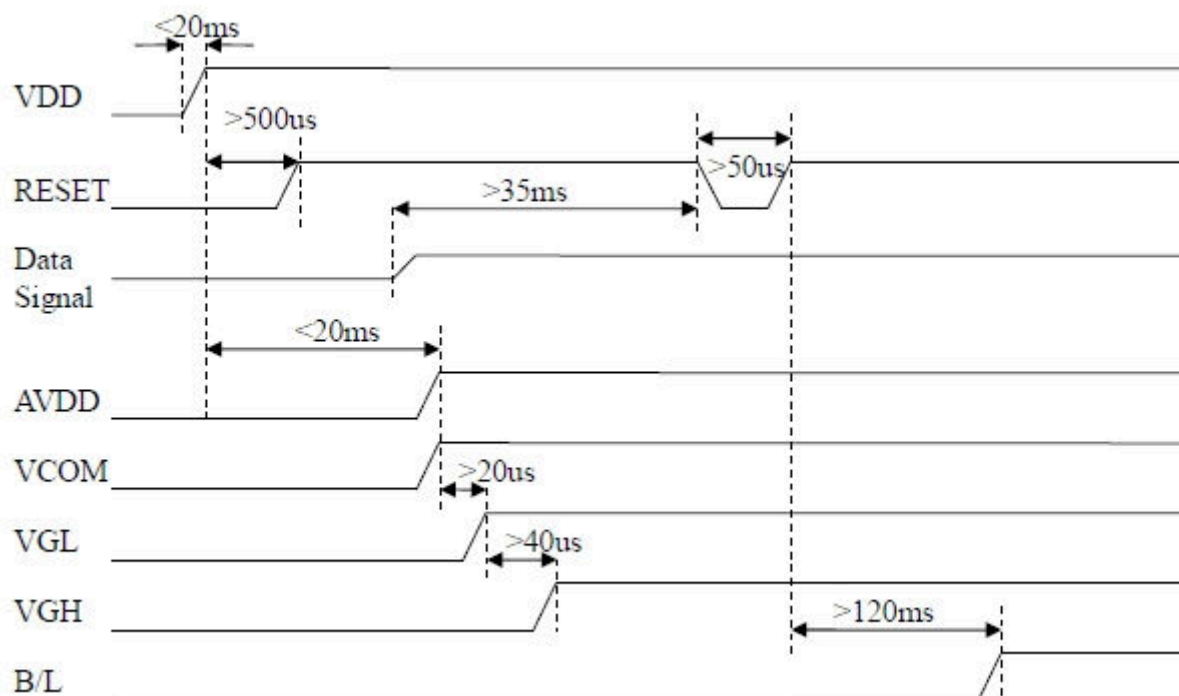 <20ms
VDD
>500us
RESET
>50us
>35ms
Data
Signal
<20ms
AVDD
VCOM
>20us
VGL
>40us
VGH
>120ms
B/L